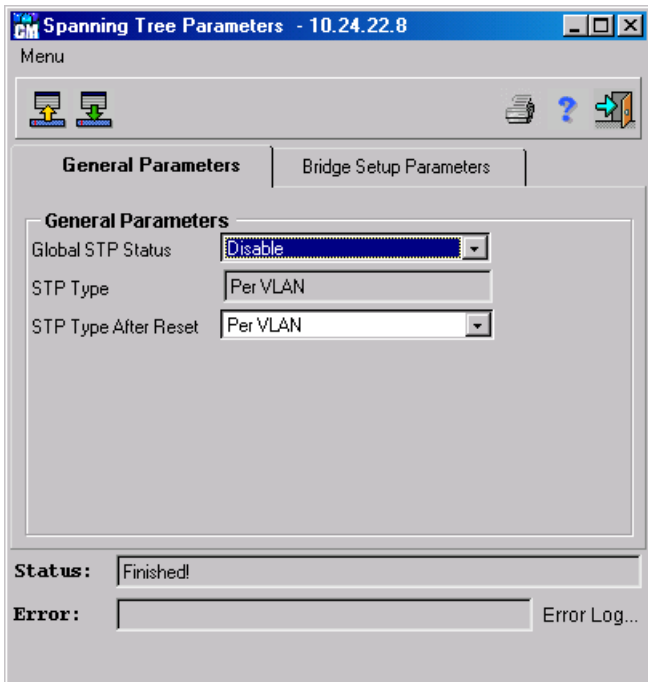 GM Spanning Tree Parameters - 10.24.22.8
Menu
General Parameters
Bridge Setup Parameters
General Parameters
Global STP Status Disable
STP Type Per VLAN
STP Type After Reset Per VLAN
Status: Finished!
Error: Error Log...